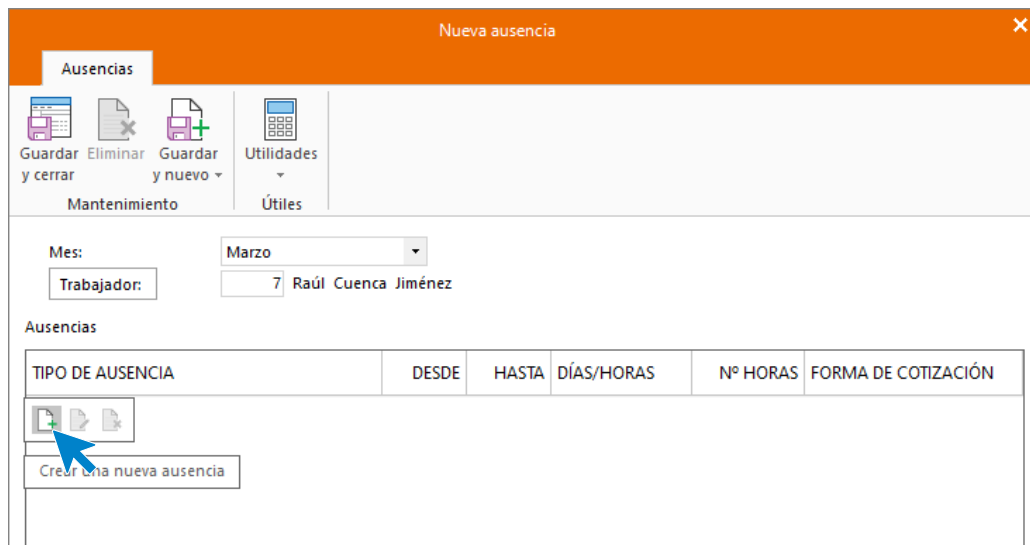 Nueva ausencia
Ausencias
Guardar y cerrar
Eliminar
Guardar y nuevo
Utilidades
Mantenimiento
Útiles
Mes: Marzo
Trabajador: 7 Raúl Cuenca Jiménez
Ausencias
TIPO DE AUSENCIA DESDE HASTA DÍAS/HORAS Nº HORAS FORMA DE COTIZACIÓN
Crear una nueva ausencia